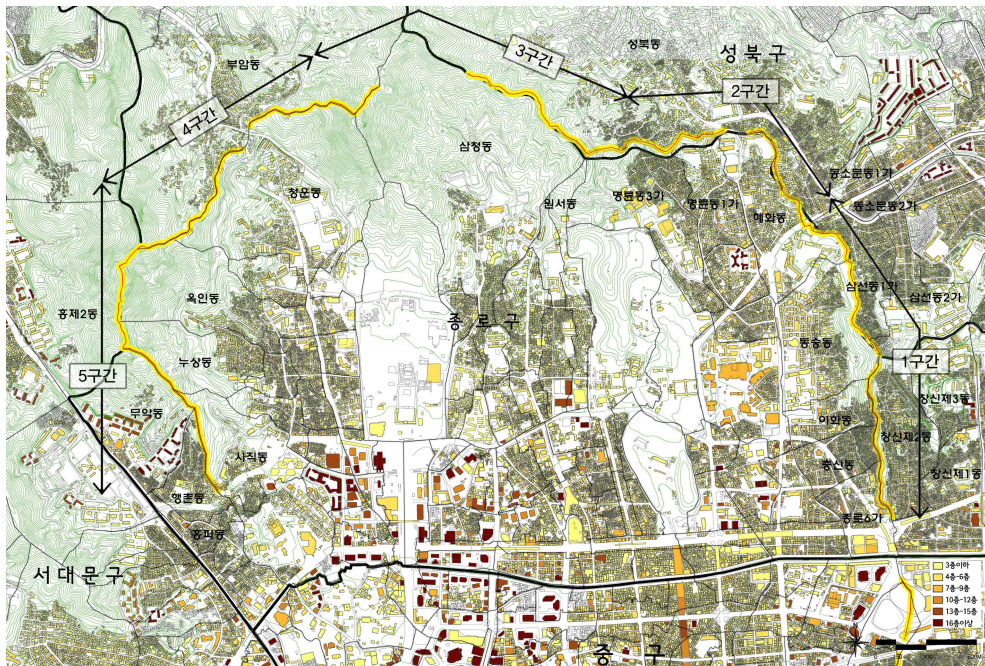 성북동
성북구
3구간
부암동
2구간
4구간
삼청동
동소문동1가
청운동
원서동
명륜동3가
명륜동1가
동소문동2가
혜화동
삼선동1가
삼선동2가
옥인동
홍제2동
종로구
누상동
동숭동
1구간
5구간
창신제3동
무악동
이화동
창신제2동
사직동
충신동
창신제1동
행촌동
종로6가
홍파동
서대문구
3층이하
4층-6층
7층-9층
10층-12층
13층-15층
16층이상
중구